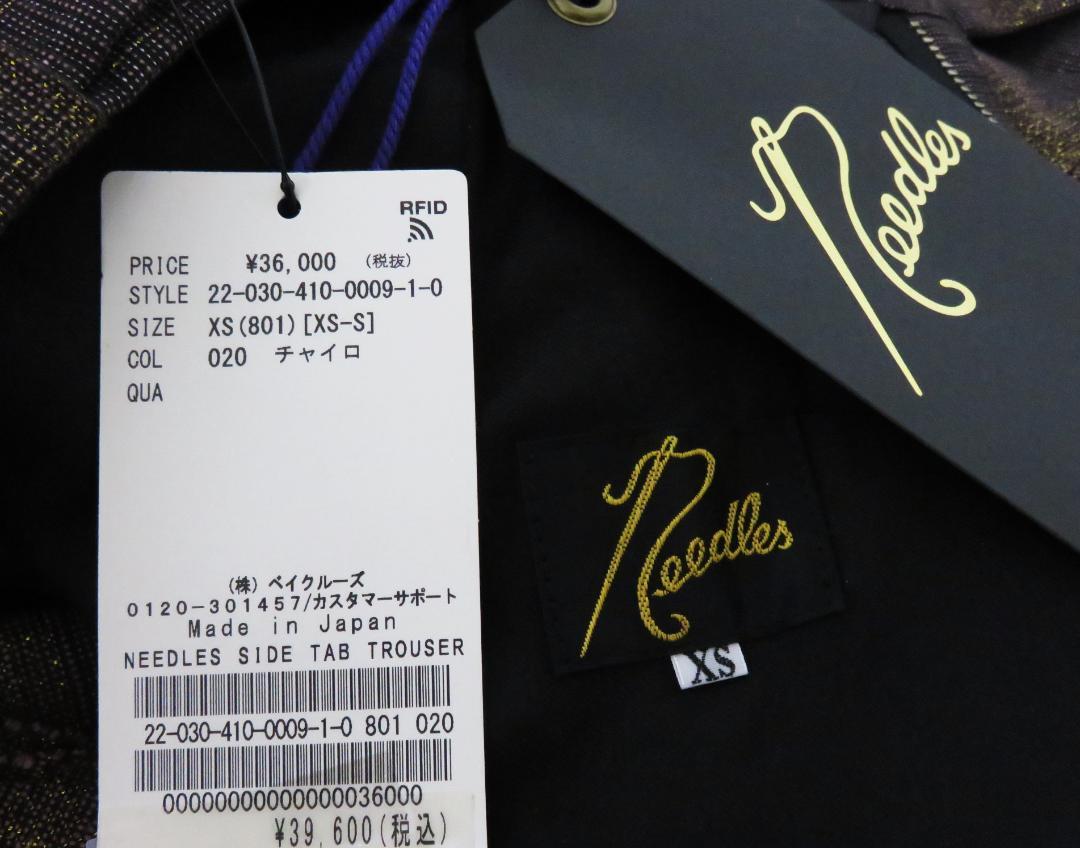 RFID
PRICE ¥36,000 (税抜)
STYLE 22-030-410-0009-1-0
SIZE XS(801)[XS-S]
COL 020 チャイロ
QUA
(株) ベイクルーズ
0120-301457/カスタマーサポート
Made in Japan
NEEDLES SIDE TAB TROUSER
22-030-410-0009-1-0 801 020
00000000000000036000
¥39,600(税込)
Needles
Needles
XS